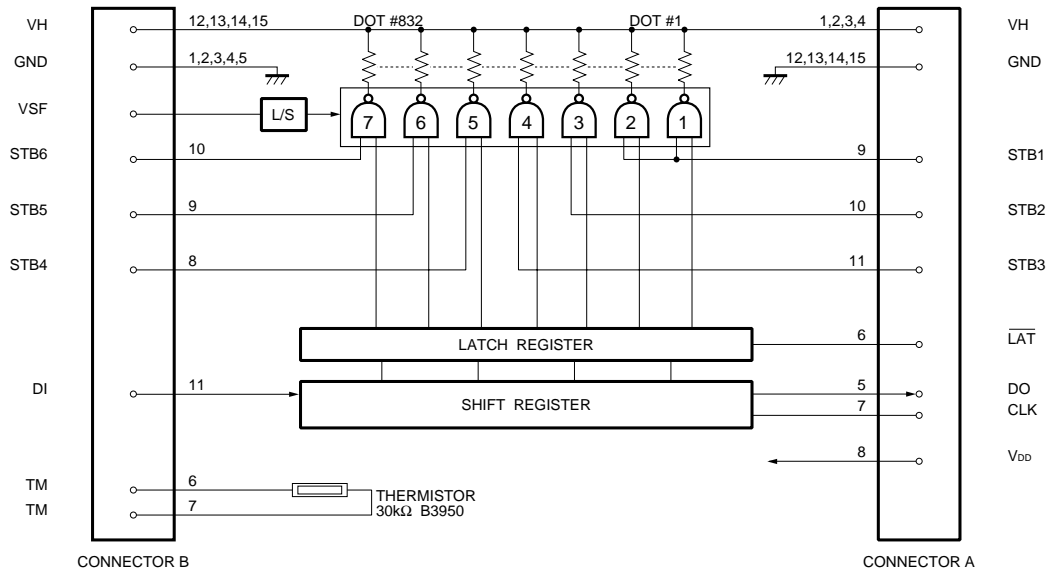 VH 12,13,14,15 DOT #832 DOT #1 1,2,3,4 VH
GND 1,2,3,4,5 12,13,14,15 GND
VSF L/S 7 6 5 4 3 2 1
STB6 10 9 STB1
STB5 9 10 STB2
STB4 8 11 STB3
LATCH REGISTER 6 LAT
DI 11 SHIFT REGISTER 5 DO
7 CLK
8 VDD
TM 6 THERMISTOR
TM 7 30kΩ B3950
CONNECTOR B CONNECTOR A